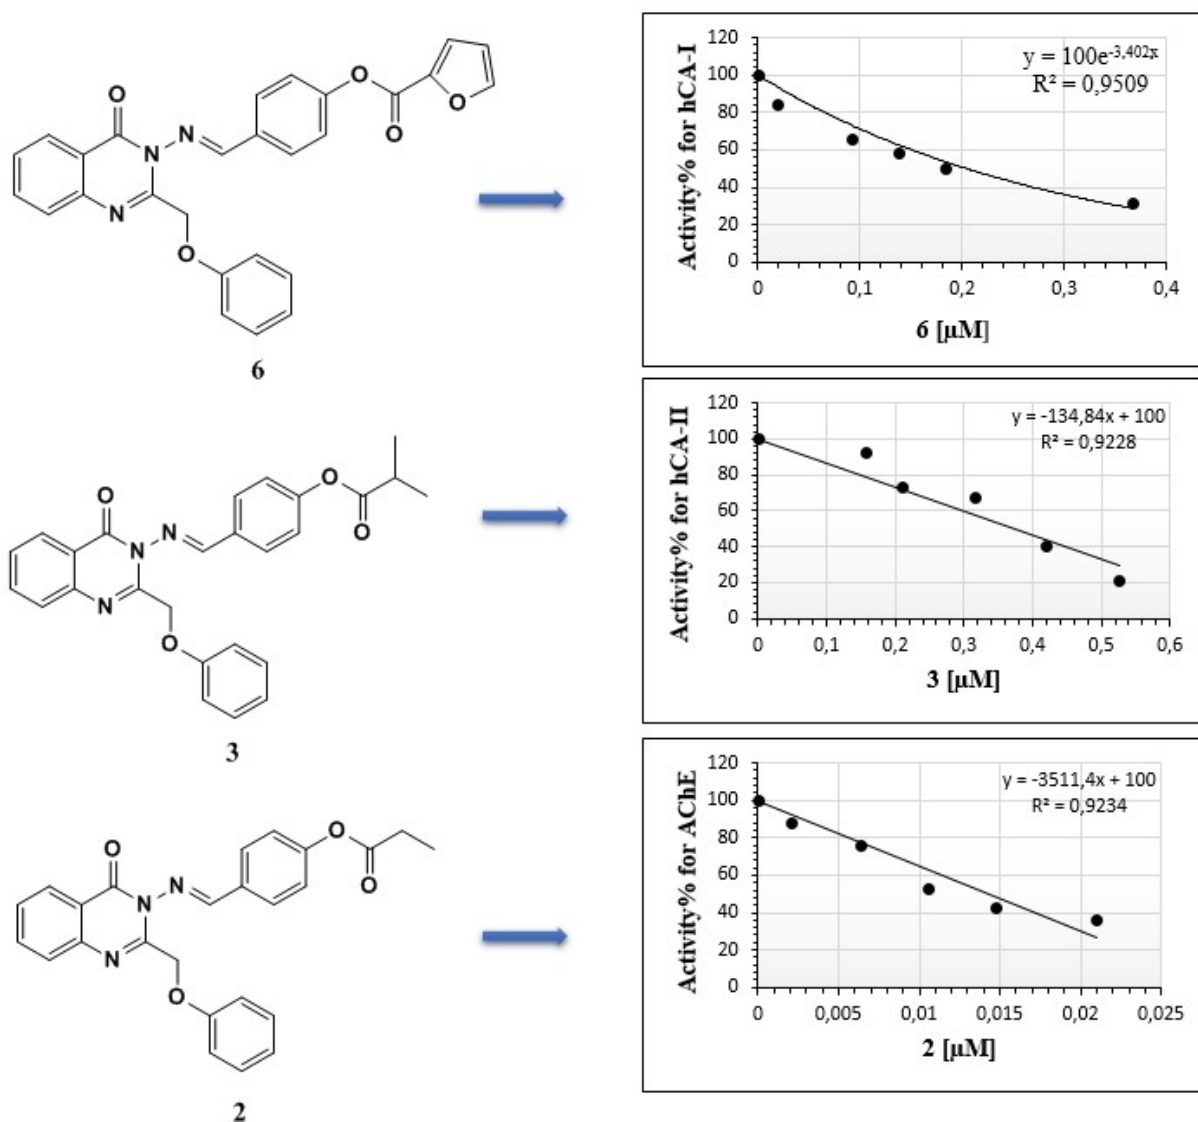 O
N
N
N
O
O
O
O
6
Activity% for hCA-I
120
100
80
60
40
20
0
y = 100e-3,402x
R² = 0,9509
0 0,1 0,2 0,3 0,4
6 [µM]
O
N
N
N
O
O
O
3
Activity% for hCA-II
120
100
80
60
40
20
0
y = -134,84x + 100
R² = 0,9228
0 0,1 0,2 0,3 0,4 0,5 0,6
3 [µM]
O
N
N
N
O
O
O
2
Activity% for AChE
120
100
80
60
40
20
0
y = -3511,4x + 100
R² = 0,9234
0 0,005 0,01 0,015 0,02 0,025
2 [µM]